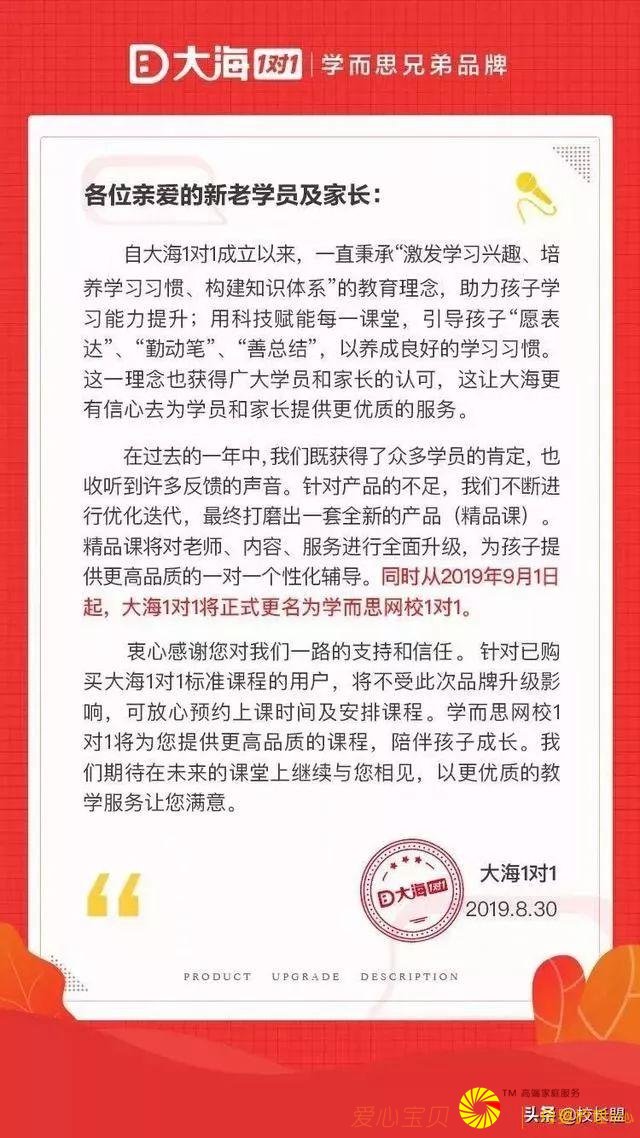 大海1对1 | 学而思兄弟品牌
各位亲爱的新老学员及家长：
自大海1对1成立以来，一直秉承“激发学习兴趣、培
养学习习惯、构建知识体系”的教育理念，助力孩子学
习能力提升；用科技赋能每一课堂，引导孩子“愿表
达”、“勤动笔”、“善总结”，以养成良好的学习习惯。
这一理念也获得广大学员和家长的认可，这让大海更
有信心去为学员和家长提供更优质的服务。
在过去的一年中,我们既获得了众多学员的肯定，也
收听到许多反馈的声音。针对产品的不足，我们不断进
行优化迭代，最终打磨出一套全新的产品（精品课）。
精品课将对老师、内容、服务进行全面升级，为孩子提
供更高品质的一对一个性化辅导。同时从2019年9月1日
起，大海1对1将正式更名为学而思网校1对1。
衷心感谢您对我们一路的支持和信任。针对已购
买大海1对1标准课程的用户，将不受此次品牌升级影
响，可放心预约上课时间及安排课程。学而思网校1
对1将为您提供更高品质的课程，陪伴孩子成长。我
们期待在未来的课堂上继续与您相见，以更优质的教
学服务让您满意。
大海1对1
大海1对1
2019.8.30
PRODUCT UPGRADE DESCRIPTION
TM 高端家庭服务
爱心宝贝
头条 @校长盟